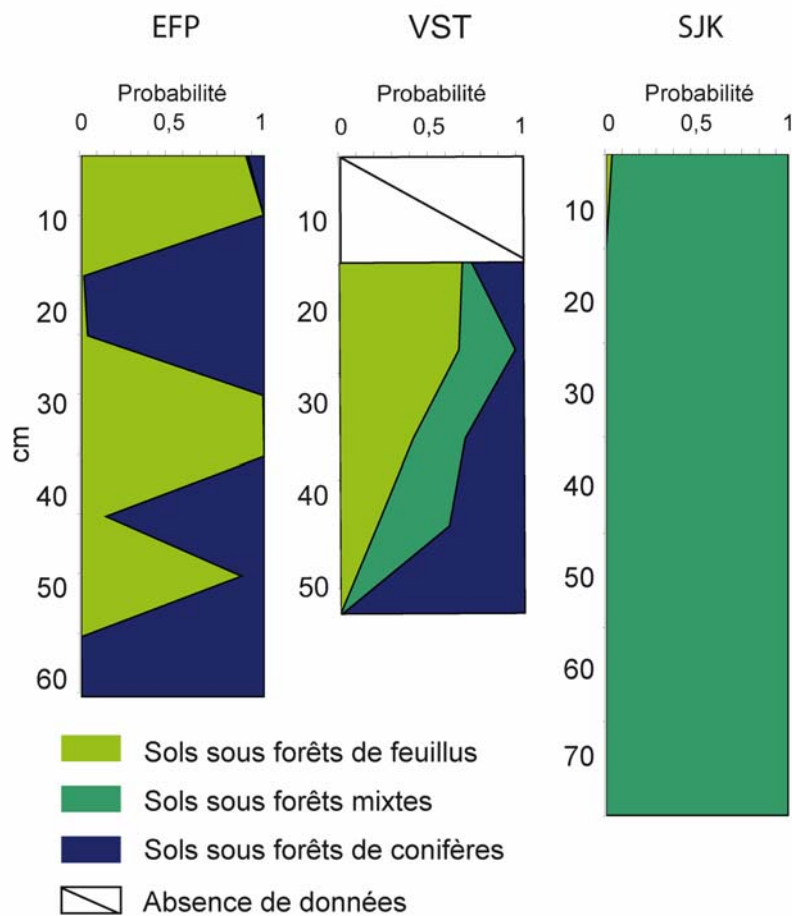 EFP
VST
SJK
Probabilité
Probabilité
Probabilité
0 0,5 1
0 0,5 1
0 0,5 1
cm
10
20
30
40
50
60
10
20
30
40
50
10
20
30
40
50
60
70
Sols sous forêts de feuillus
Sols sous forêts mixtes
Sols sous forêts de conifères
Absence de données